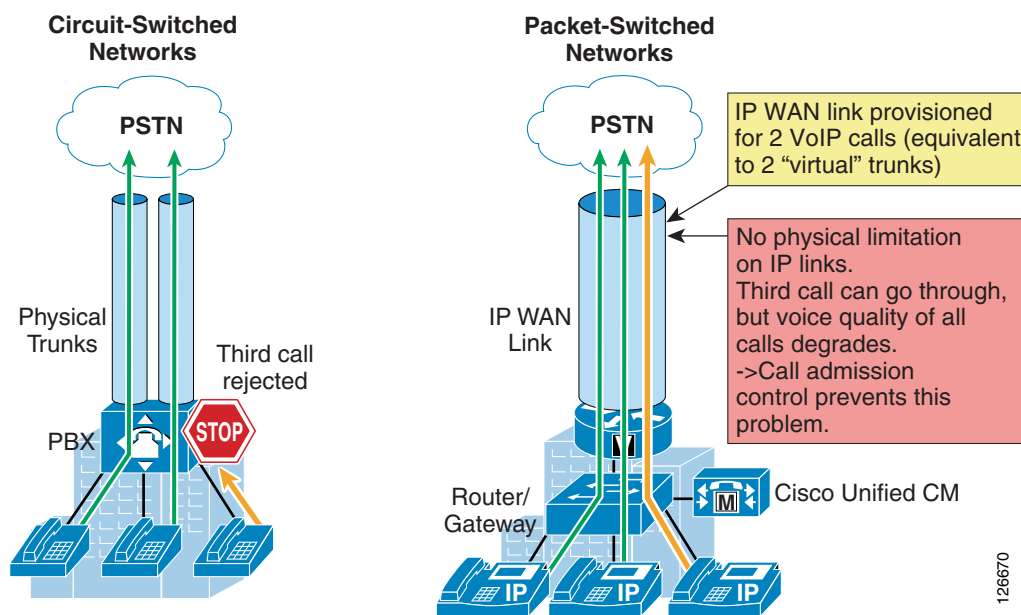 Circuit-Switched
Networks
PSTN
Physical
Trunks
Third call
rejected
STOP
PBX
Packet-Switched
Networks
PSTN
IP WAN link provisioned
for 2 VoIP calls (equivalent
to 2 “virtual” trunks)
No physical limitation
on IP links.
Third call can go through,
but voice quality of all
calls degrades.
->Call admission
control prevents this
problem.
IP WAN
Link
V
Router/
Gateway
M
Cisco Unified CM
IP
IP
IP
126670